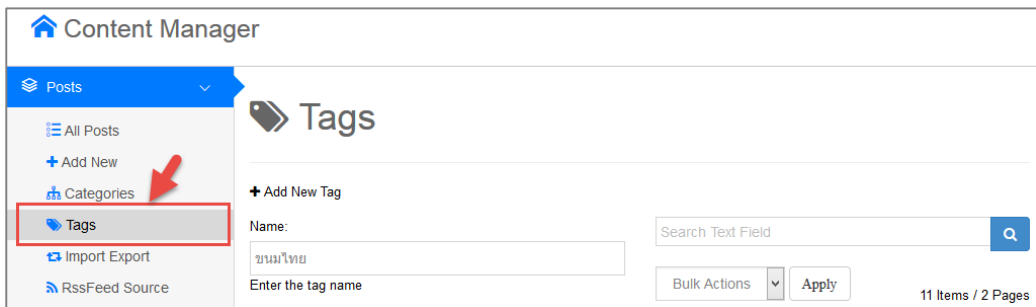 Content Manager
Posts
All Posts
Add New
Categories
Tags
Import Export
RssFeed Source
Tags
Add New Tag
Name:
ขนมไทย
Enter the tag name
Search Text Field
Bulk Actions
Apply
11 Items / 2 Pages